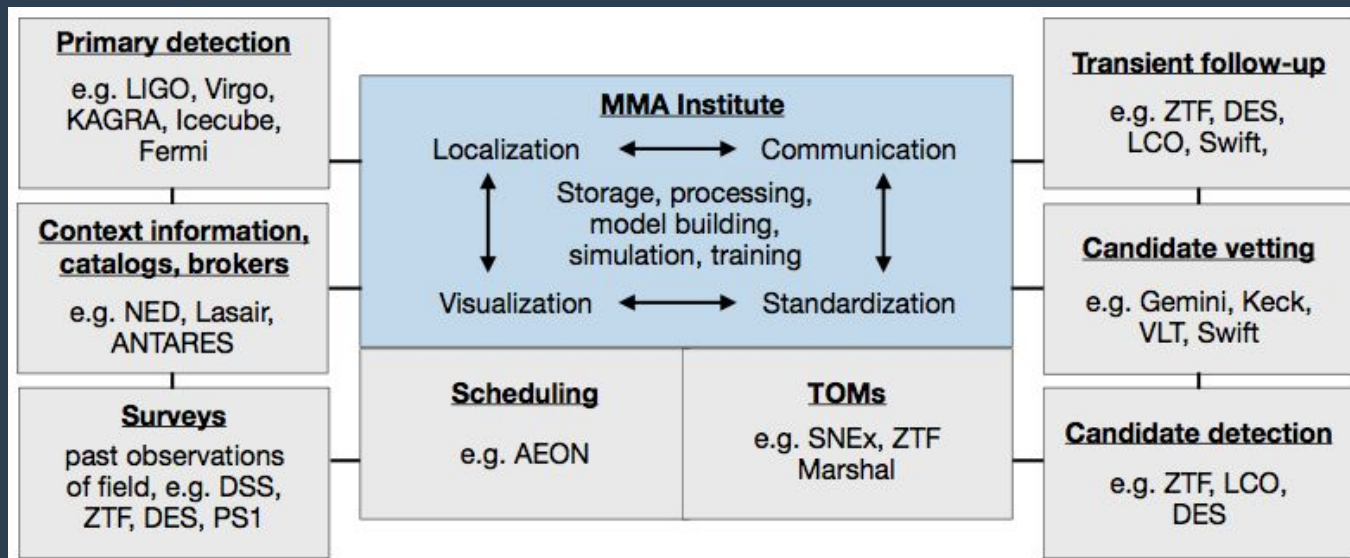 Primary detection
e.g. LIGO, Virgo,
KAGRA, Icecube,
Fermi
Context information,
catalogs, brokers
e.g. NED, Lasair,
ANTARES
Surveys
past observations
of field, e.g. DSS,
ZTF, DES, PS1
MMA Institute
Localization
Communication
Storage, processing,
model building,
simulation, training
Visualization
Standardization
Scheduling
e.g. AEON
TOMs
e.g. SNEx, ZTF
Marshal
Transient follow-up
e.g. ZTF, DES,
LCO, Swift,
Candidate vetting
e.g. Gemini, Keck,
VLT, Swift
Candidate detection
e.g. ZTF, LCO,
DES